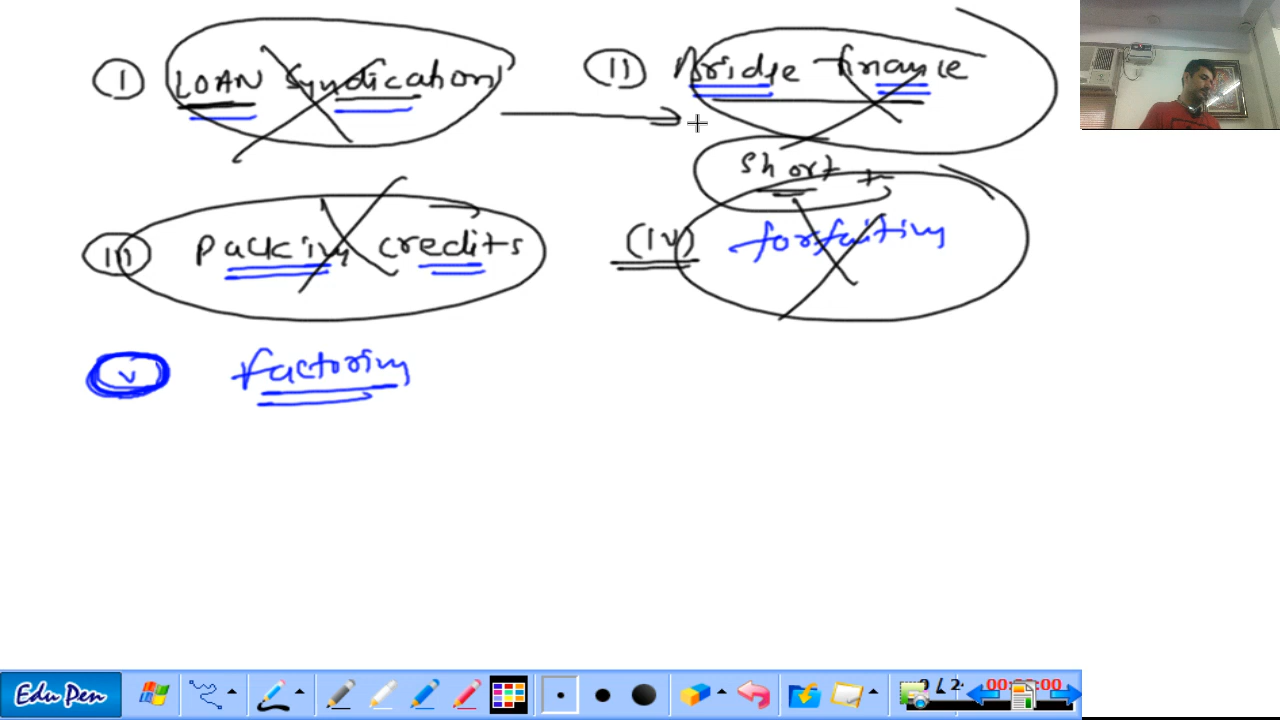 (I) LOAN Syndication
(II) Bridge finance
short +
(III) packing credits
(IV) forfaiting
(V) factoring
Edu Pen